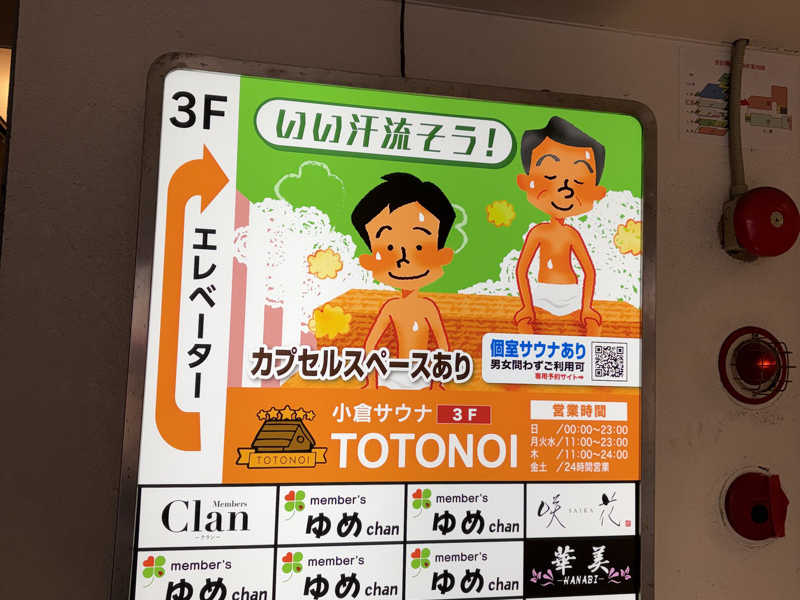 3F
いい汗流そう!
エレベーター
カプセルスペースあり
個室サウナあり
男女問わずご利用可
専用予約サイト➡
TOTONOI
小倉サウナ 3F
TOTONOI
営業時間
日 /00:00~23:00
月火水/11:00~23:00
木 /11:00~24:00
金土 /24時間営業
Members
Clan
-クラン-
member's
ゆめchan
member's
ゆめchan
咲花
SAIKA
member's
ゆめchan
member's
ゆめchan
member's
ゆめchan
華美
-HANABI-